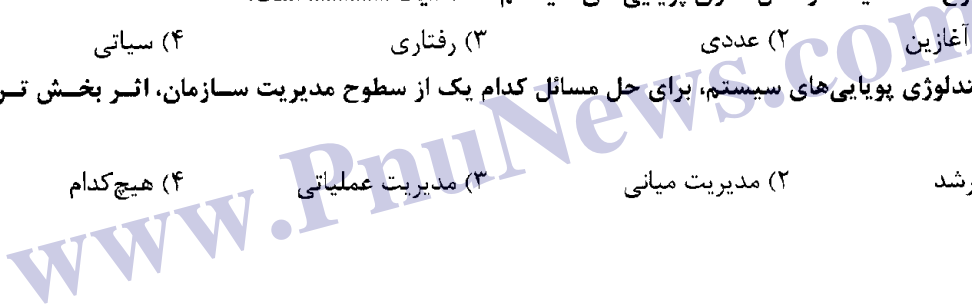 آغازین ۲) عددی ۳) رفتاری ۴) سیاتی
ندلوژی پویایی‌های سیستم، برای حل مسائل کدام یک از سطوح مدیریت سازمان، اثر بخش تر
رشد ۲) مدیریت میانی ۳) مدیریت عملیاتی ۴) هیچ‌کدام
www.PnuNews.com